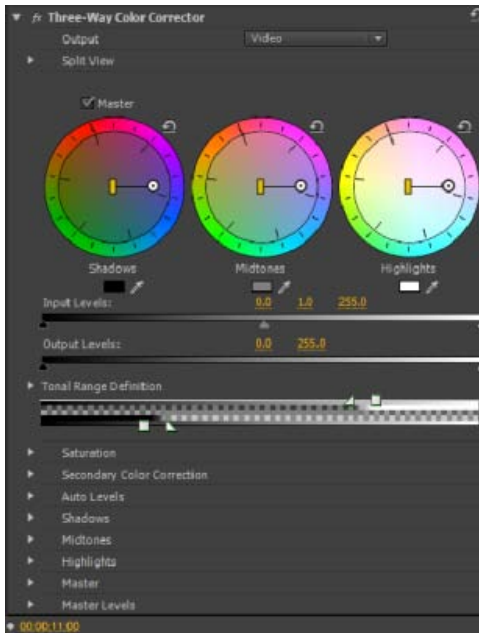 fx Three-Way Color Corrector
Output Video
Split View
Master
Shadows Midtones Highlights
Input Levels: 0.0 1.0 255.0
Output Levels: 0.0 255.0
Tonal Range Definition
Saturation
Secondary Color Correction
Auto Levels
Shadows
Midtones
Highlights
Master
Master Levels
00:00:11:00